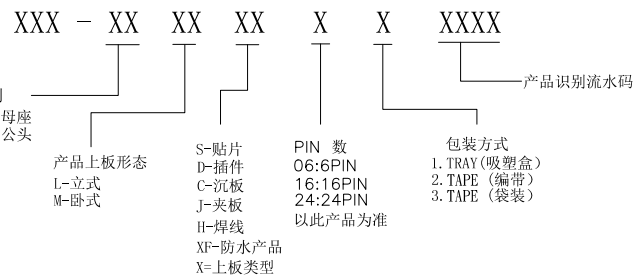 XXX - XX XX XX X X XXXX
产品识别流水码
母座
公头
产品上板形态
L-立式
M-卧式
S-贴片
D-插件
C-沉板
J-夹板
H-焊线
XF-防水产品
X=上板类型
PIN 数
06:6PIN
16:16PIN
24:24PIN
以此产品为准
包装方式
1.TRAY(吸塑盒)
2.TAPE (编带)
3.TAPE (袋装)